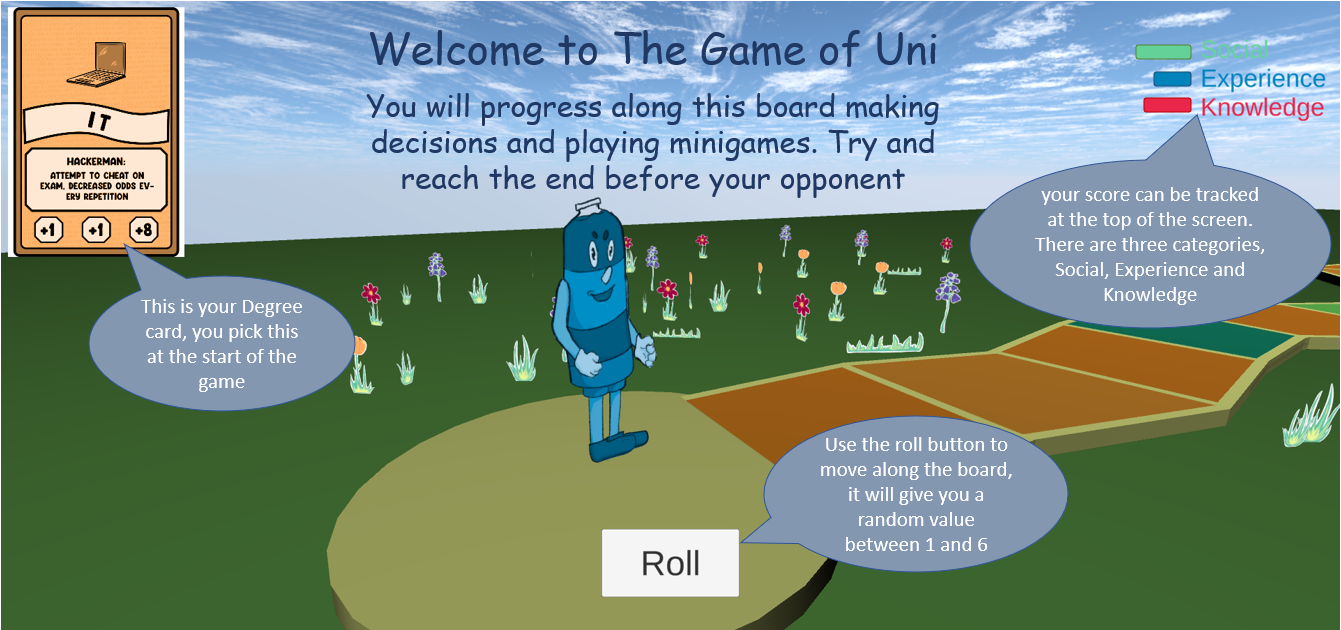 Welcome to The Game of Uni
You will progress along this board making
decisions and playing minigames. Try and
reach the end before your opponent
IT
HACKERMAN:
ATTEMPT TO CHEAT ON
EXAM, DECREASED ODDS EV-
ERY REPETITION
+1 +1 +8
This is your Degree
card, you pick this
at the start of the
game
Social
Experience
Knowledge
your score can be tracked
at the top of the screen.
There are three categories,
Social, Experience and
Knowledge
Use the roll button to
move along the board,
it will give you a
random value
between 1 and 6
Roll